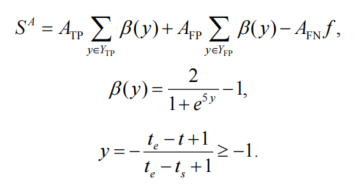 S^A = A_TP ∑_{y∈Y_TP} β(y) + A_FP ∑_{y∈Y_FP} β(y) − A_FN f,
β(y) = 2 / (1 + e^{5y}) − 1,
y = − (t_e − t + 1) / (t_e − t_s + 1) ≥ −1.